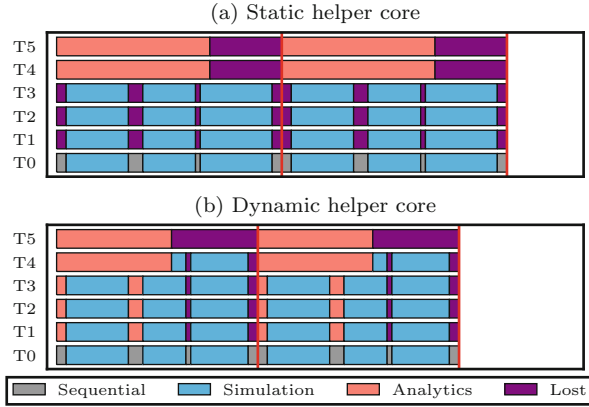 (a) Static helper core
T5
T4
T3
T2
T1
T0
(b) Dynamic helper core
T5
T4
T3
T2
T1
T0
Sequential Simulation Analytics Lost